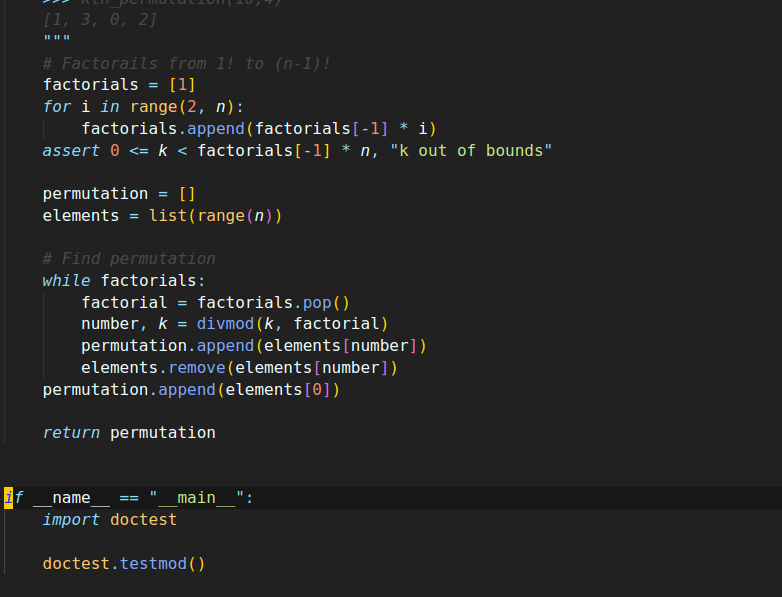 >>> kth_permutation(10,4)
[1, 3, 0, 2]
"""
# Factorails from 1! to (n-1)!
factorials = [1]
for i in range(2, n):
factorials.append(factorials[-1] * i)
assert 0 <= k < factorials[-1] * n, "k out of bounds"
permutation = []
elements = list(range(n))
# Find permutation
while factorials:
factorial = factorials.pop()
number, k = divmod(k, factorial)
permutation.append(elements[number])
elements.remove(elements[number])
permutation.append(elements[0])
return permutation
if __name__ == "__main__":
import doctest
doctest.testmod()